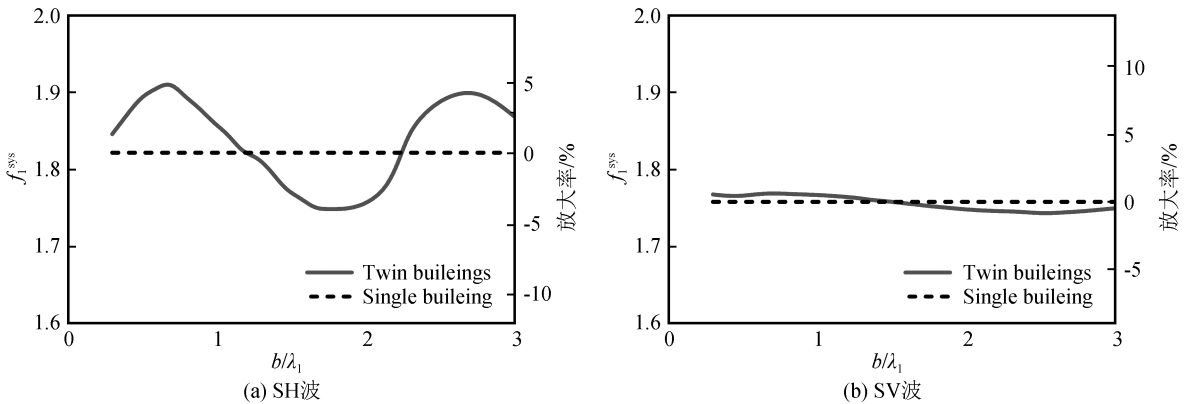 2.0
1.9
1.8
1.7
1.6
f₁ˢʸˢ
5
0
-5
-10
放大率/%
Twin buileings
Single buileing
0 1 2 3
b/λ₁
(a) SH波
2.0
1.9
1.8
1.7
1.6
f₁ˢʸˢ
10
5
0
-5
放大率/%
Twin buileings
Single buileing
0 1 2 3
b/λ₁
(b) SV波